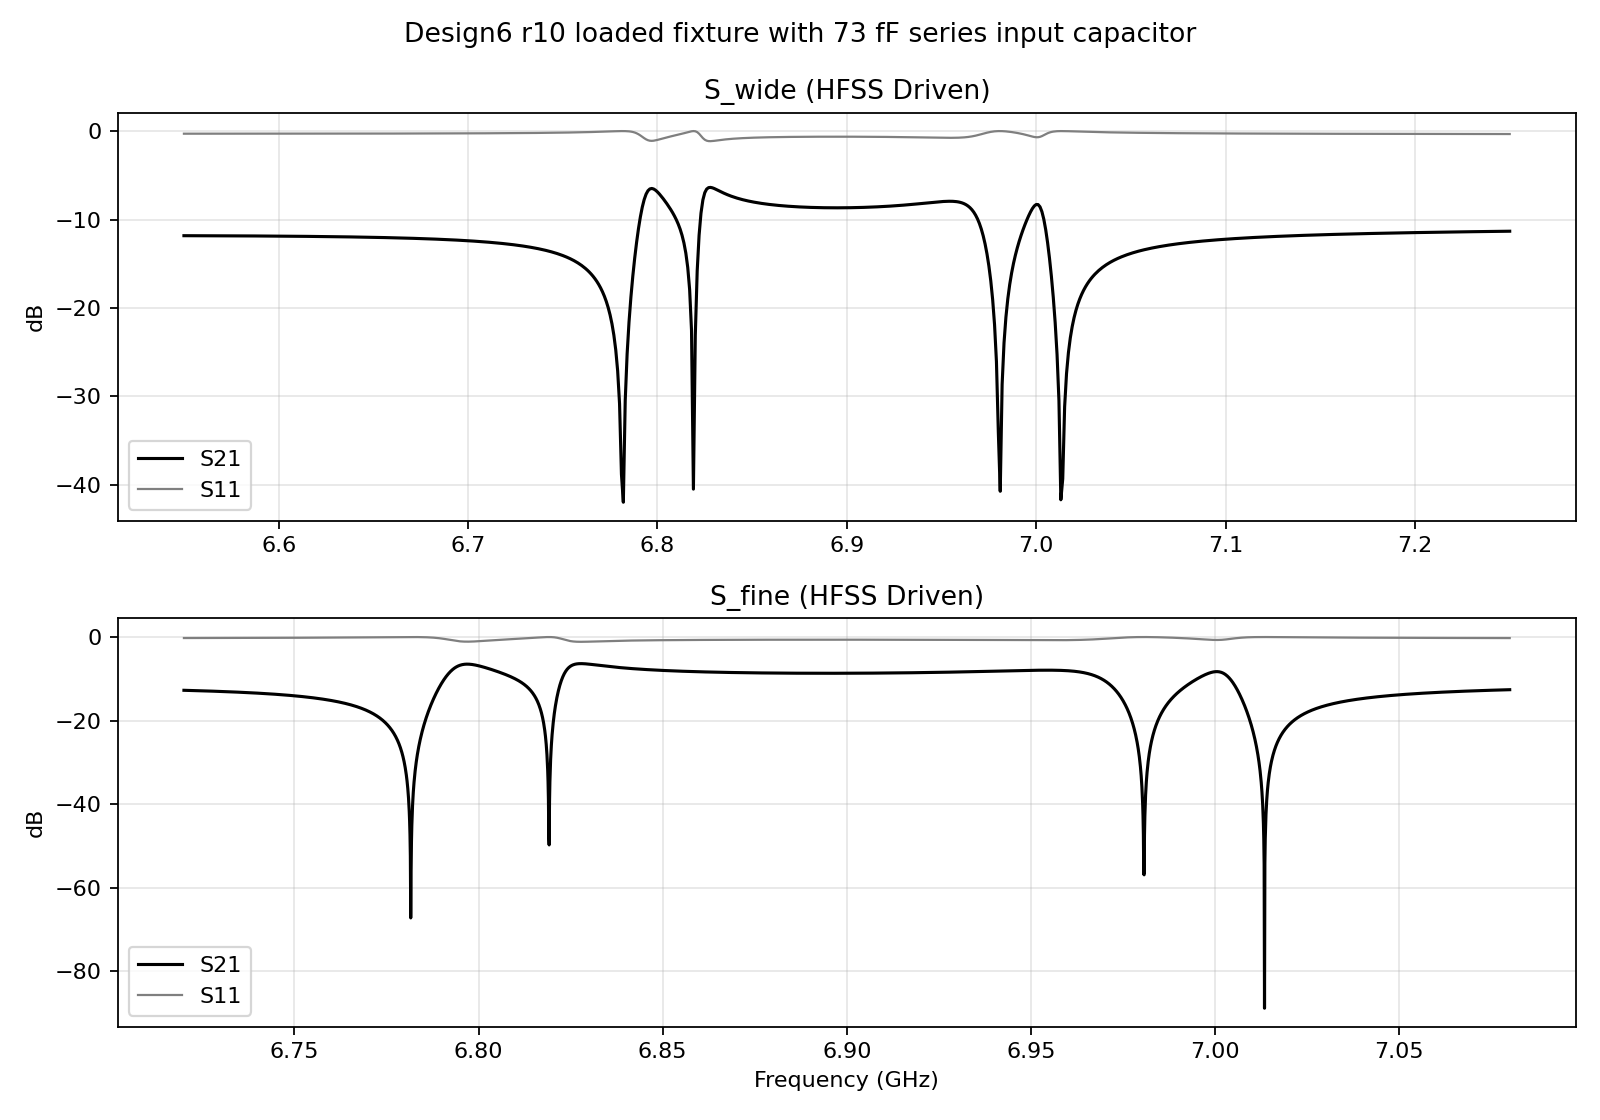 Design6 r10 loaded fixture with 73 fF series input capacitor
S_wide (HFSS Driven)
0
−10
−20
−30
−40
dB
S21
S11
6.6 6.7 6.8 6.9 7.0 7.1 7.2
S_fine (HFSS Driven)
0
−20
−40
−60
−80
dB
S21
S11
6.75 6.80 6.85 6.90 6.95 7.00 7.05
Frequency (GHz)